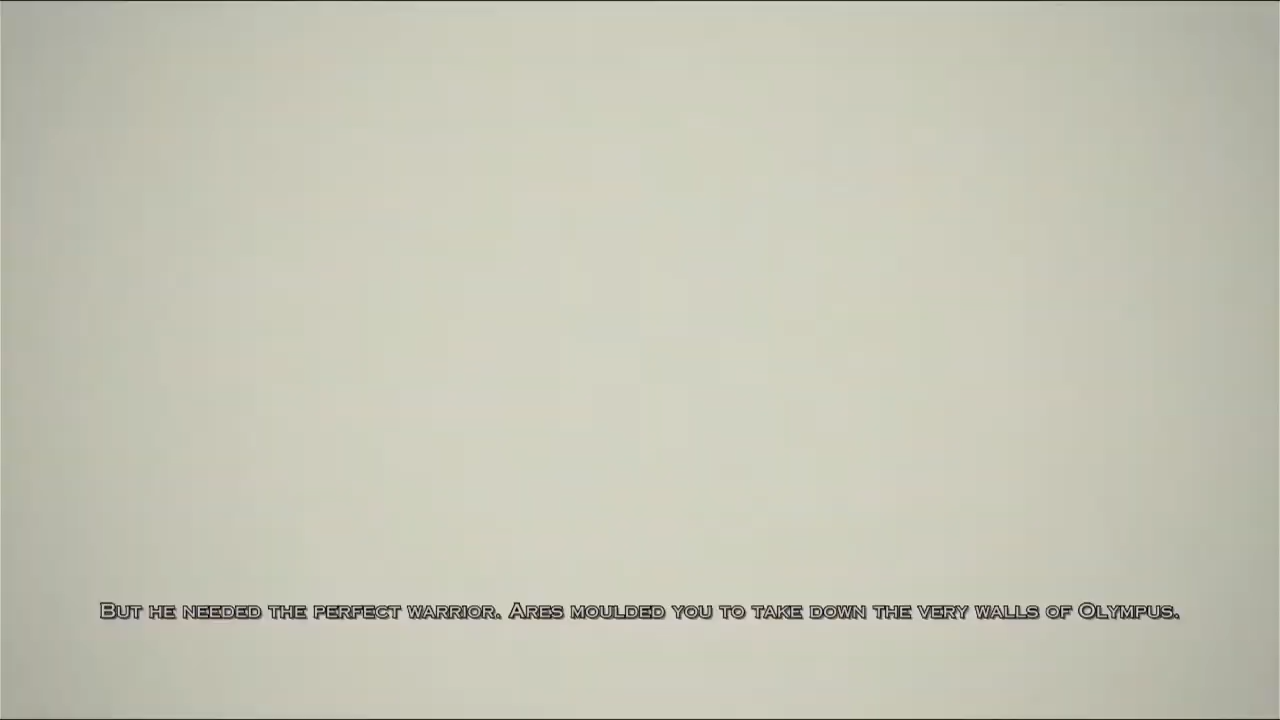 But he needed the perfect warrior. Ares moulded you to take down the very walls of Olympus.